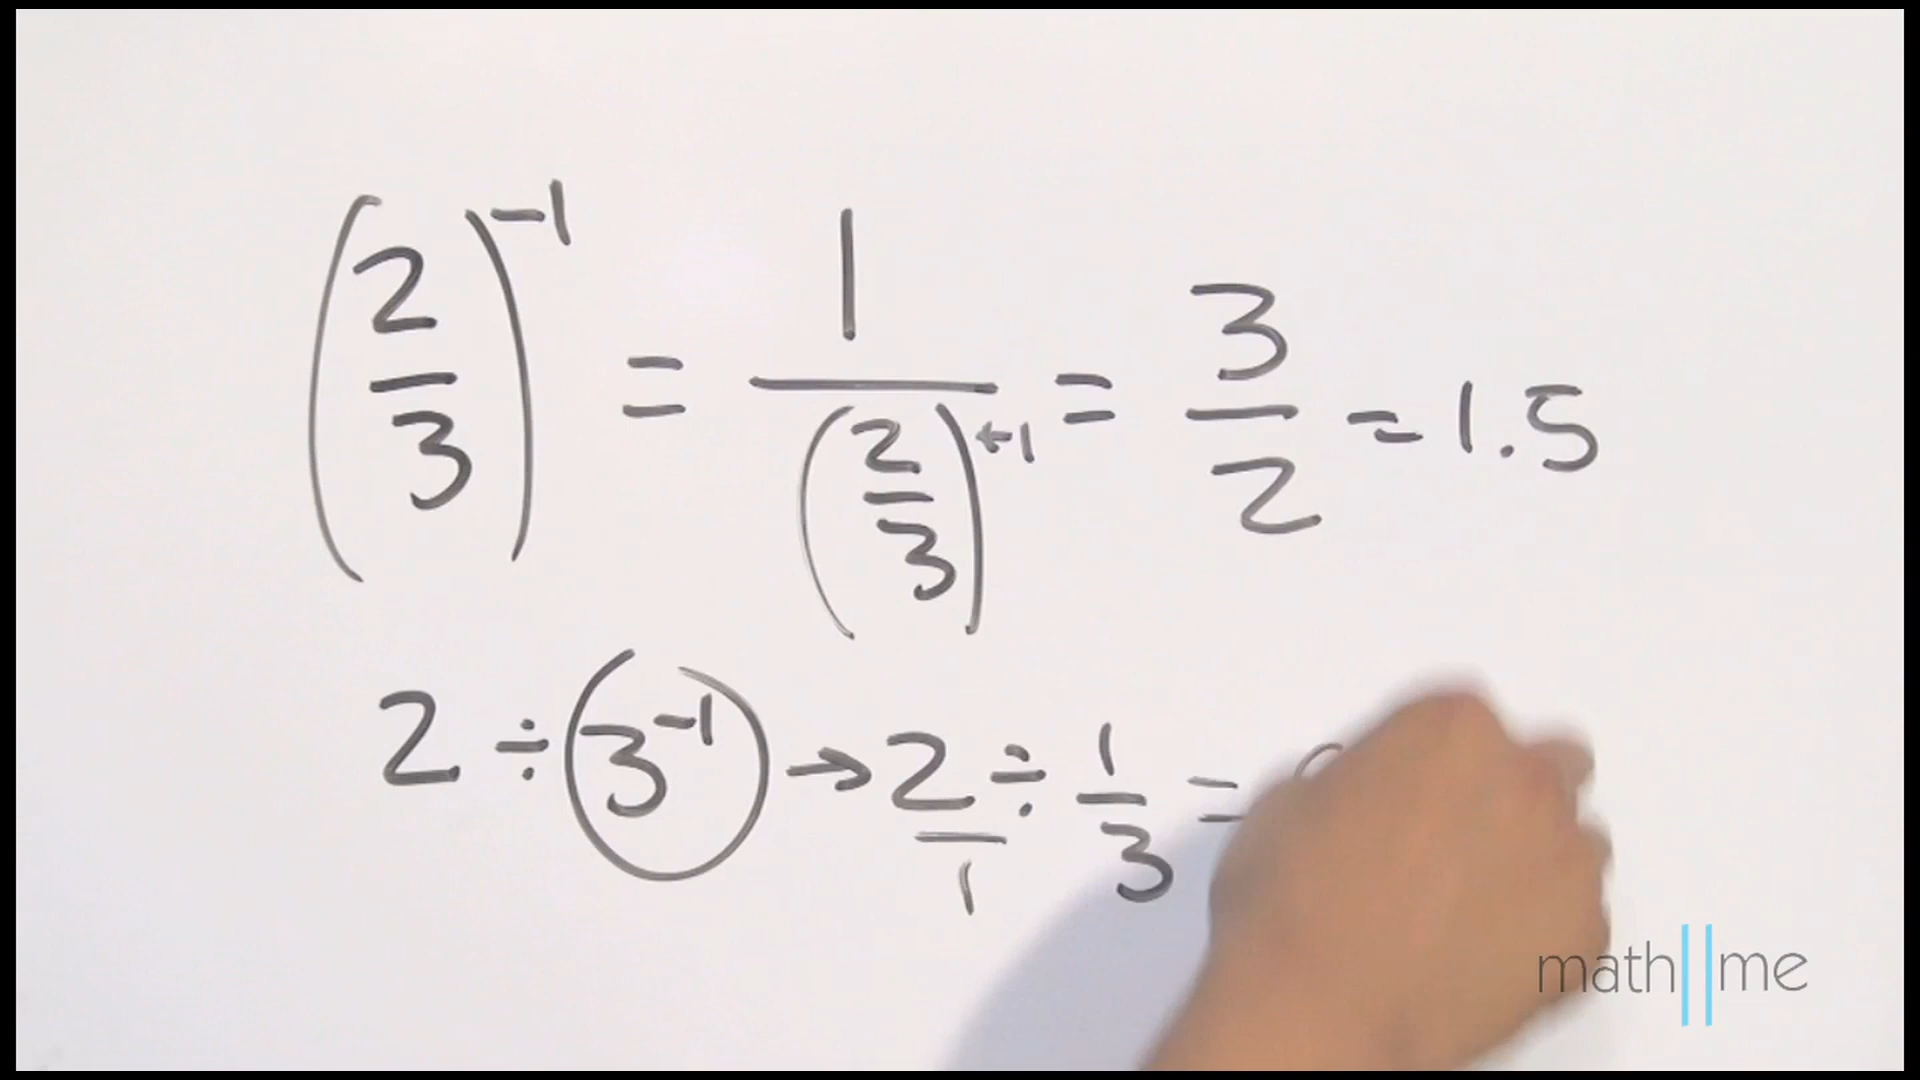 (2/3)^-1 = 1/(2/3)^+1 = 3/2 = 1.5
2 ÷ (3^-1) → 2/1 ÷ 1/3 =
math||me